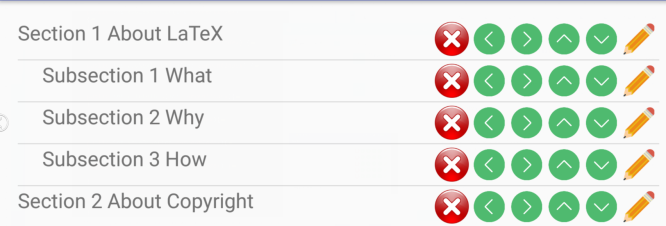 Section 1 About LaTeX
Subsection 1 What
Subsection 2 Why
Subsection 3 How
Section 2 About Copyright